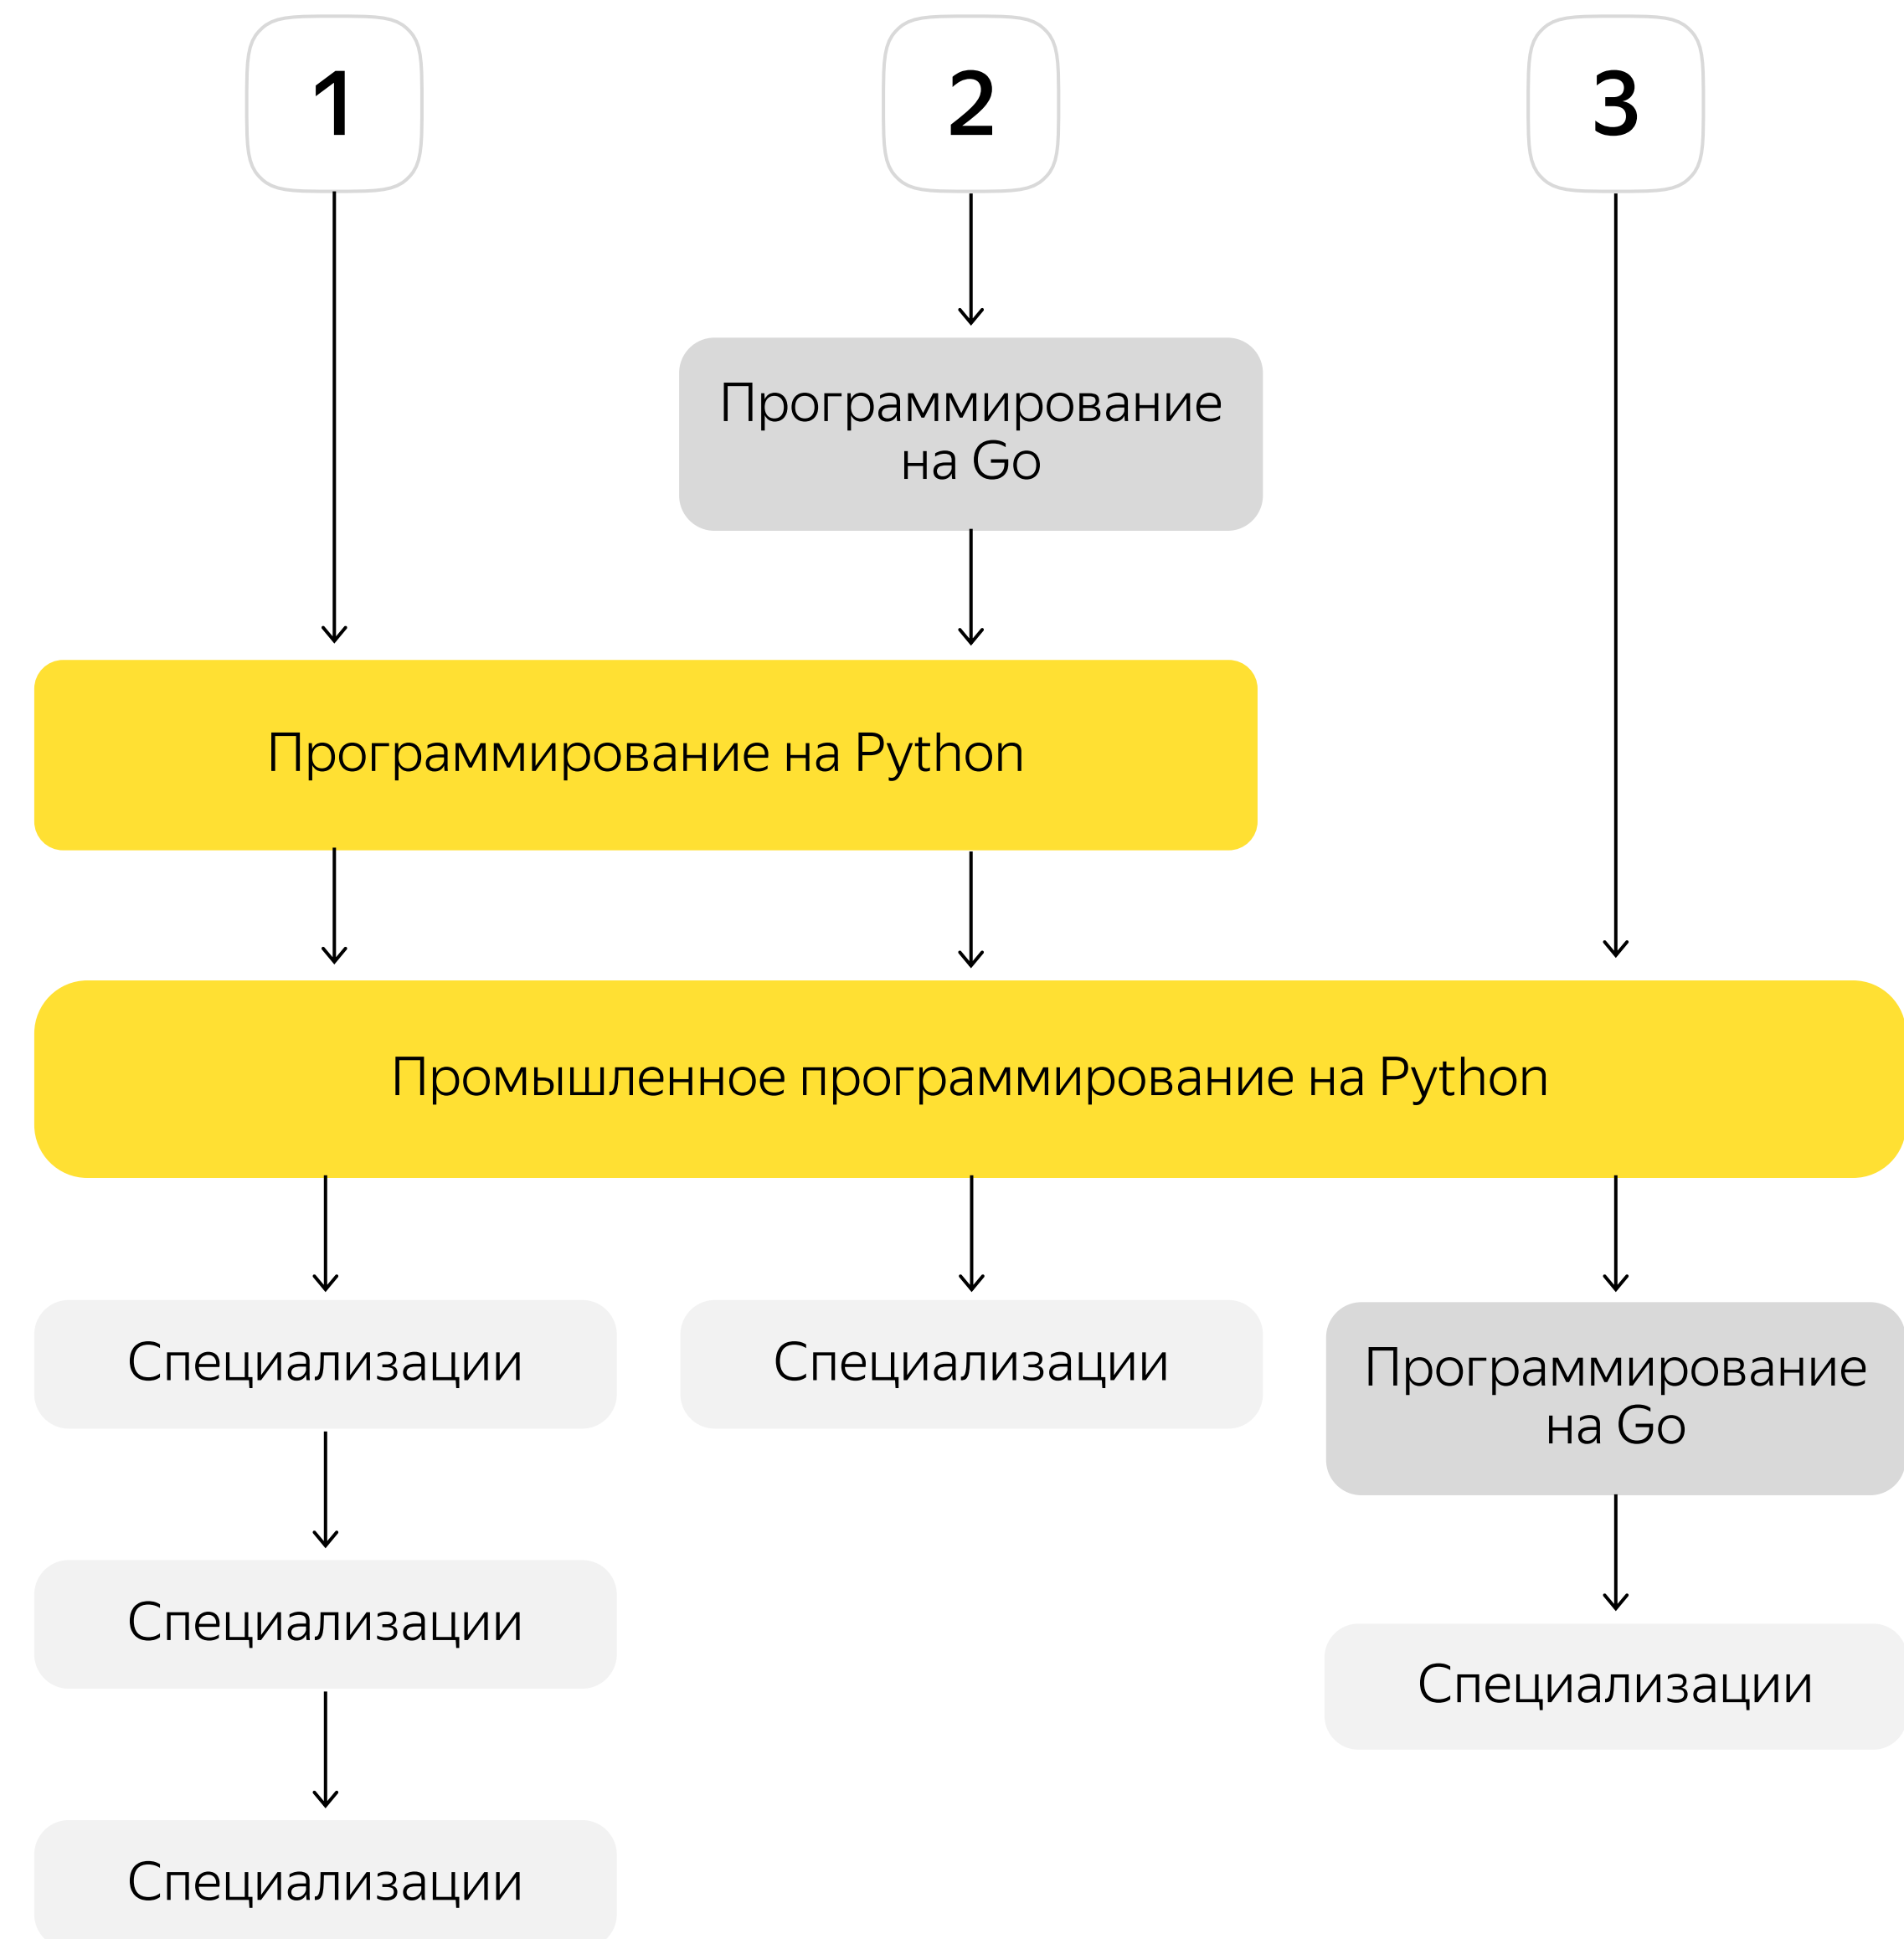 1
2
3
Программирование
на Go
Программирование на Python
Промышленное программирование на Python
Специализации
Специализации
Программирование
на Go
Специализации
Специализации
Специализации